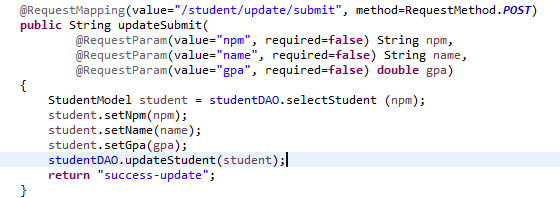 @RequestMapping(value="/student/update/submit", method=RequestMethod.POST)
public String updateSubmit(
@RequestParam(value="npm", required=false) String npm,
@RequestParam(value="name", required=false) String name,
@RequestParam(value="gpa", required=false) double gpa)
{
StudentModel student = studentDAO.selectStudent (npm);
student.setNpm(npm);
student.setName(name);
student.setGpa(gpa);
studentDAO.updateStudent(student);
return "success-update";
}